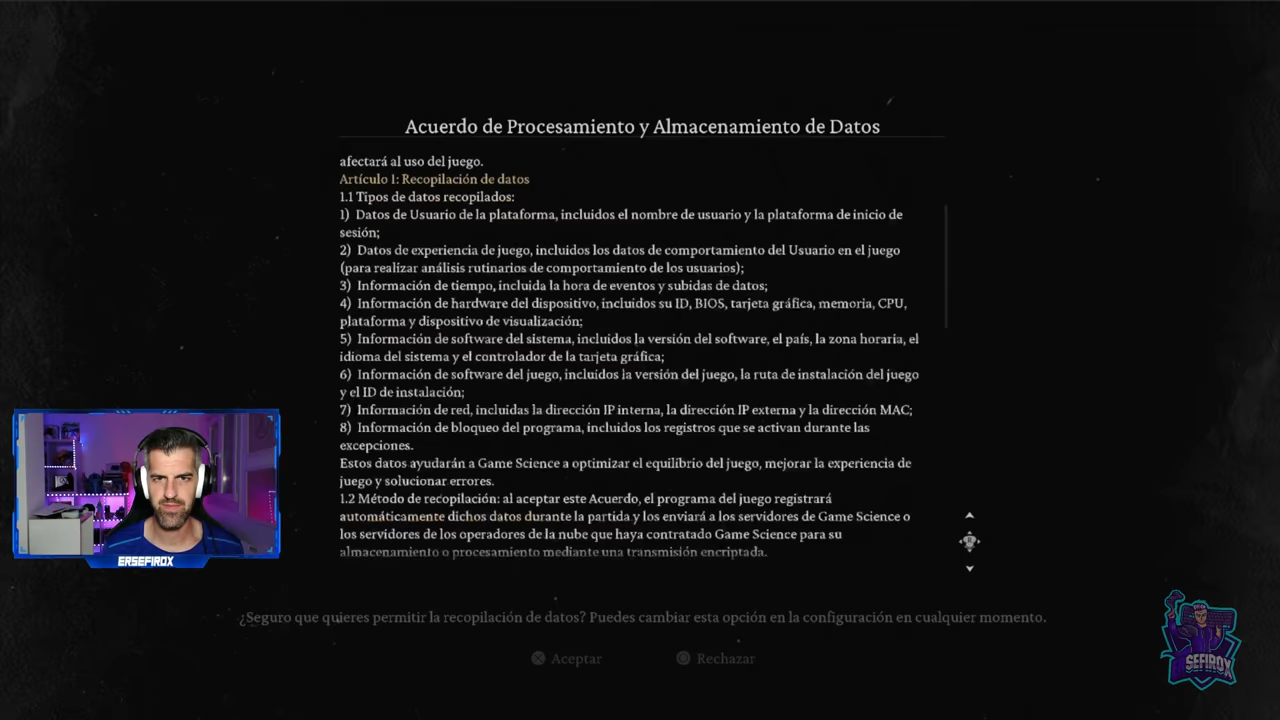 Acuerdo de Procesamiento y Almacenamiento de Datos
afectará al uso del juego.
Artículo 1: Recopilación de datos
1.1 Tipos de datos recopilados:
1) Datos de Usuario de la plataforma, incluidos el nombre de usuario y la plataforma de inicio de
sesión;
2) Datos de experiencia de juego, incluidos los datos de comportamiento del Usuario en el juego
(para realizar análisis rutinarios de comportamiento de los usuarios);
3) Información de tiempo, incluida la hora de eventos y subidas de datos;
4) Información de hardware del dispositivo, incluidos su ID, BIOS, tarjeta gráfica, memoria, CPU,
plataforma y dispositivo de visualización;
5) Información de software del sistema, incluidos la versión del software, el país, la zona horaria, el
idioma del sistema y el controlador de la tarjeta gráfica;
6) Información de software del juego, incluidos la versión del juego, la ruta de instalación del juego
y el ID de instalación;
7) Información de red, incluidas la dirección IP interna, la dirección IP externa y la dirección MAC;
8) Información de bloqueo del programa, incluidos los registros que se activan durante las
excepciones.
Estos datos ayudarán a Game Science a optimizar el equilibrio del juego, mejorar la experiencia de
juego y solucionar errores.
1.2 Método de recopilación: al aceptar este Acuerdo, el programa del juego registrará
automáticamente dichos datos durante la partida y los enviará a los servidores de Game Science o
los servidores de los operadores de la nube que haya contratado Game Science para su
almacenamiento o procesamiento mediante una transmisión encriptada.
ERSEFIROX
¿Seguro que quieres permitir la recopilación de datos? Puedes cambiar esta opción en la configuración en cualquier momento.
Aceptar
Rechazar
SEFIROX